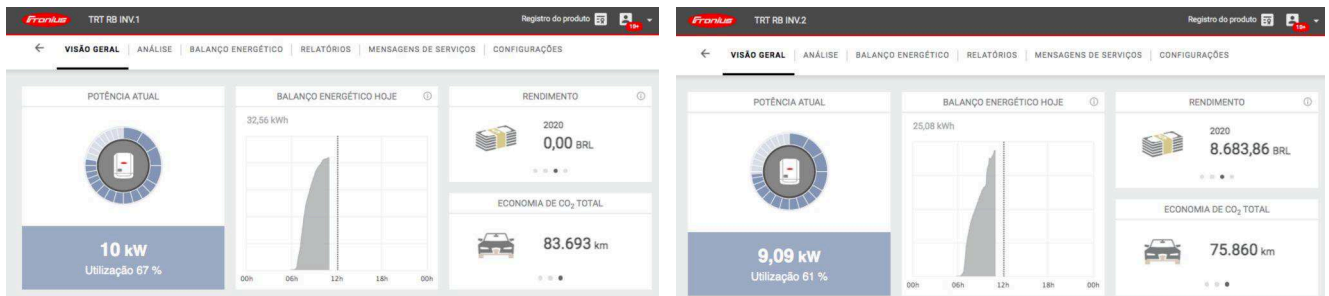 Fronius TRT RB INV.1 Registro do produto 19+
VISÃO GERAL ANÁLISE BALANÇO ENERGÉTICO RELATÓRIOS MENSAGENS DE SERVIÇOS CONFIGURAÇÕES
POTÊNCIA ATUAL
10 kW
Utilização 67 %
BALANÇO ENERGÉTICO HOJE
32,56 kWh
00h 06h 12h 18h 00h
RENDIMENTO
2020
0,00 BRL
ECONOMIA DE CO₂ TOTAL
83.693 km
Fronius TRT RB INV.2 Registro do produto 19+
VISÃO GERAL ANÁLISE BALANÇO ENERGÉTICO RELATÓRIOS MENSAGENS DE SERVIÇOS CONFIGURAÇÕES
POTÊNCIA ATUAL
9,09 kW
Utilização 61 %
BALANÇO ENERGÉTICO HOJE
25,08 kWh
00h 06h 12h 18h 00h
RENDIMENTO
2020
8.683,86 BRL
ECONOMIA DE CO₂ TOTAL
75.860 km